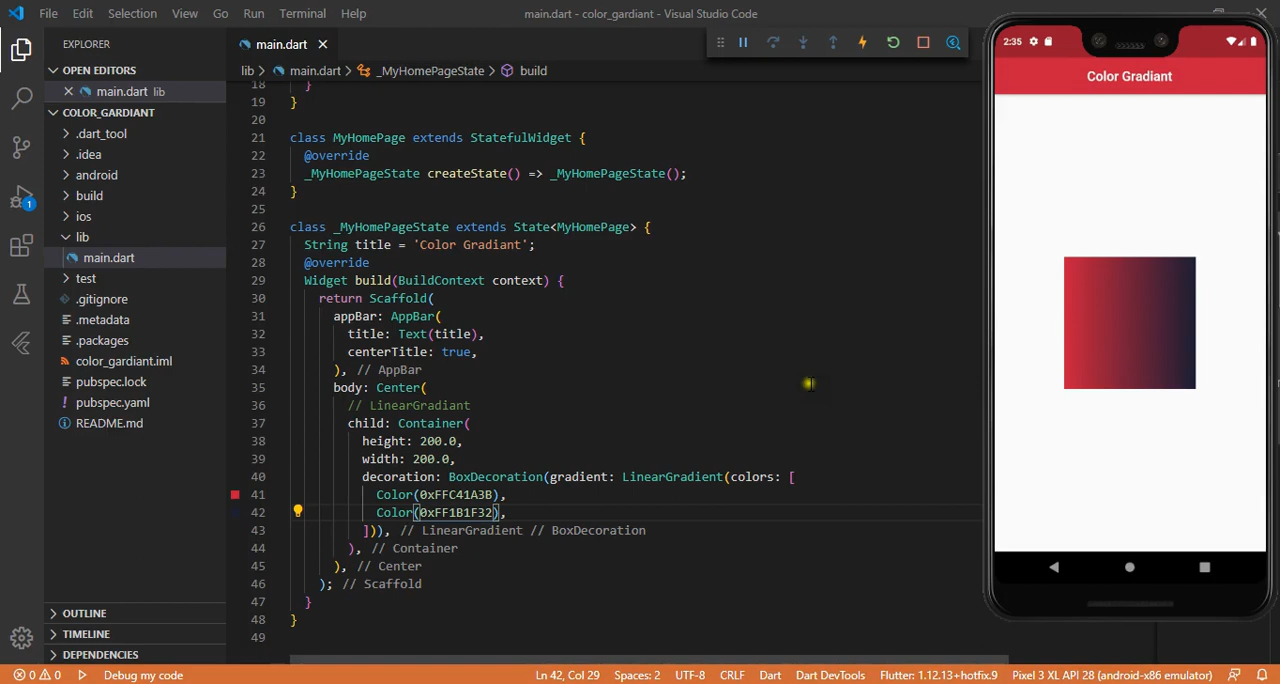 File Edit Selection View Go Run Terminal Help
main.dart - color_gardiant - Visual Studio Code
EXPLORER
OPEN EDITORS
main.dart lib
COLOR_GARDIANT
.dart_tool
.idea
android
build
ios
lib
main.dart
test
.gitignore
.metadata
.packages
color_gardiant.iml
pubspec.lock
pubspec.yaml
README.md
OUTLINE
TIMELINE
DEPENDENCIES
1
main.dart
lib > main.dart > _MyHomePageState > build
18 }
19 }
20
21 class MyHomePage extends StatefulWidget {
22 @override
23 _MyHomePageState createState() => _MyHomePageState();
24 }
25
26 class _MyHomePageState extends State<MyHomePage> {
27 String title = 'Color Gradiant';
28 @override
29 Widget build(BuildContext context) {
30 return Scaffold(
31 appBar: AppBar(
32 title: Text(title),
33 centerTitle: true,
34 ), // AppBar
35 body: Center(
36 // LinearGradiant
37 child: Container(
38 height: 200.0,
39 width: 200.0,
40 decoration: BoxDecoration(gradient: LinearGradient(colors: [
41 Color(0xFFC41A3B),
42 Color(0xFF1B1F32),
43 ])), // LinearGradient // BoxDecoration
44 ), // Container
45 ), // Center
46 ); // Scaffold
47 }
48 }
49
2:35
Color Gradiant
0 0 Debug my code Ln 42, Col 29 Spaces: 2 UTF-8 CRLF Dart Dart DevTools Flutter: 1.12.13+hotfix.9 Pixel 3 XL API 28 (android-x86 emulator)